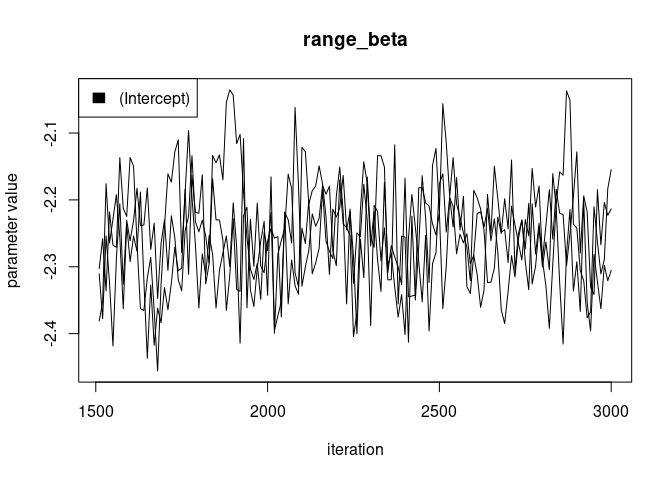 range_beta
(Intercept)
parameter value
-2.1
-2.2
-2.3
-2.4
1500
2000
2500
3000
iteration